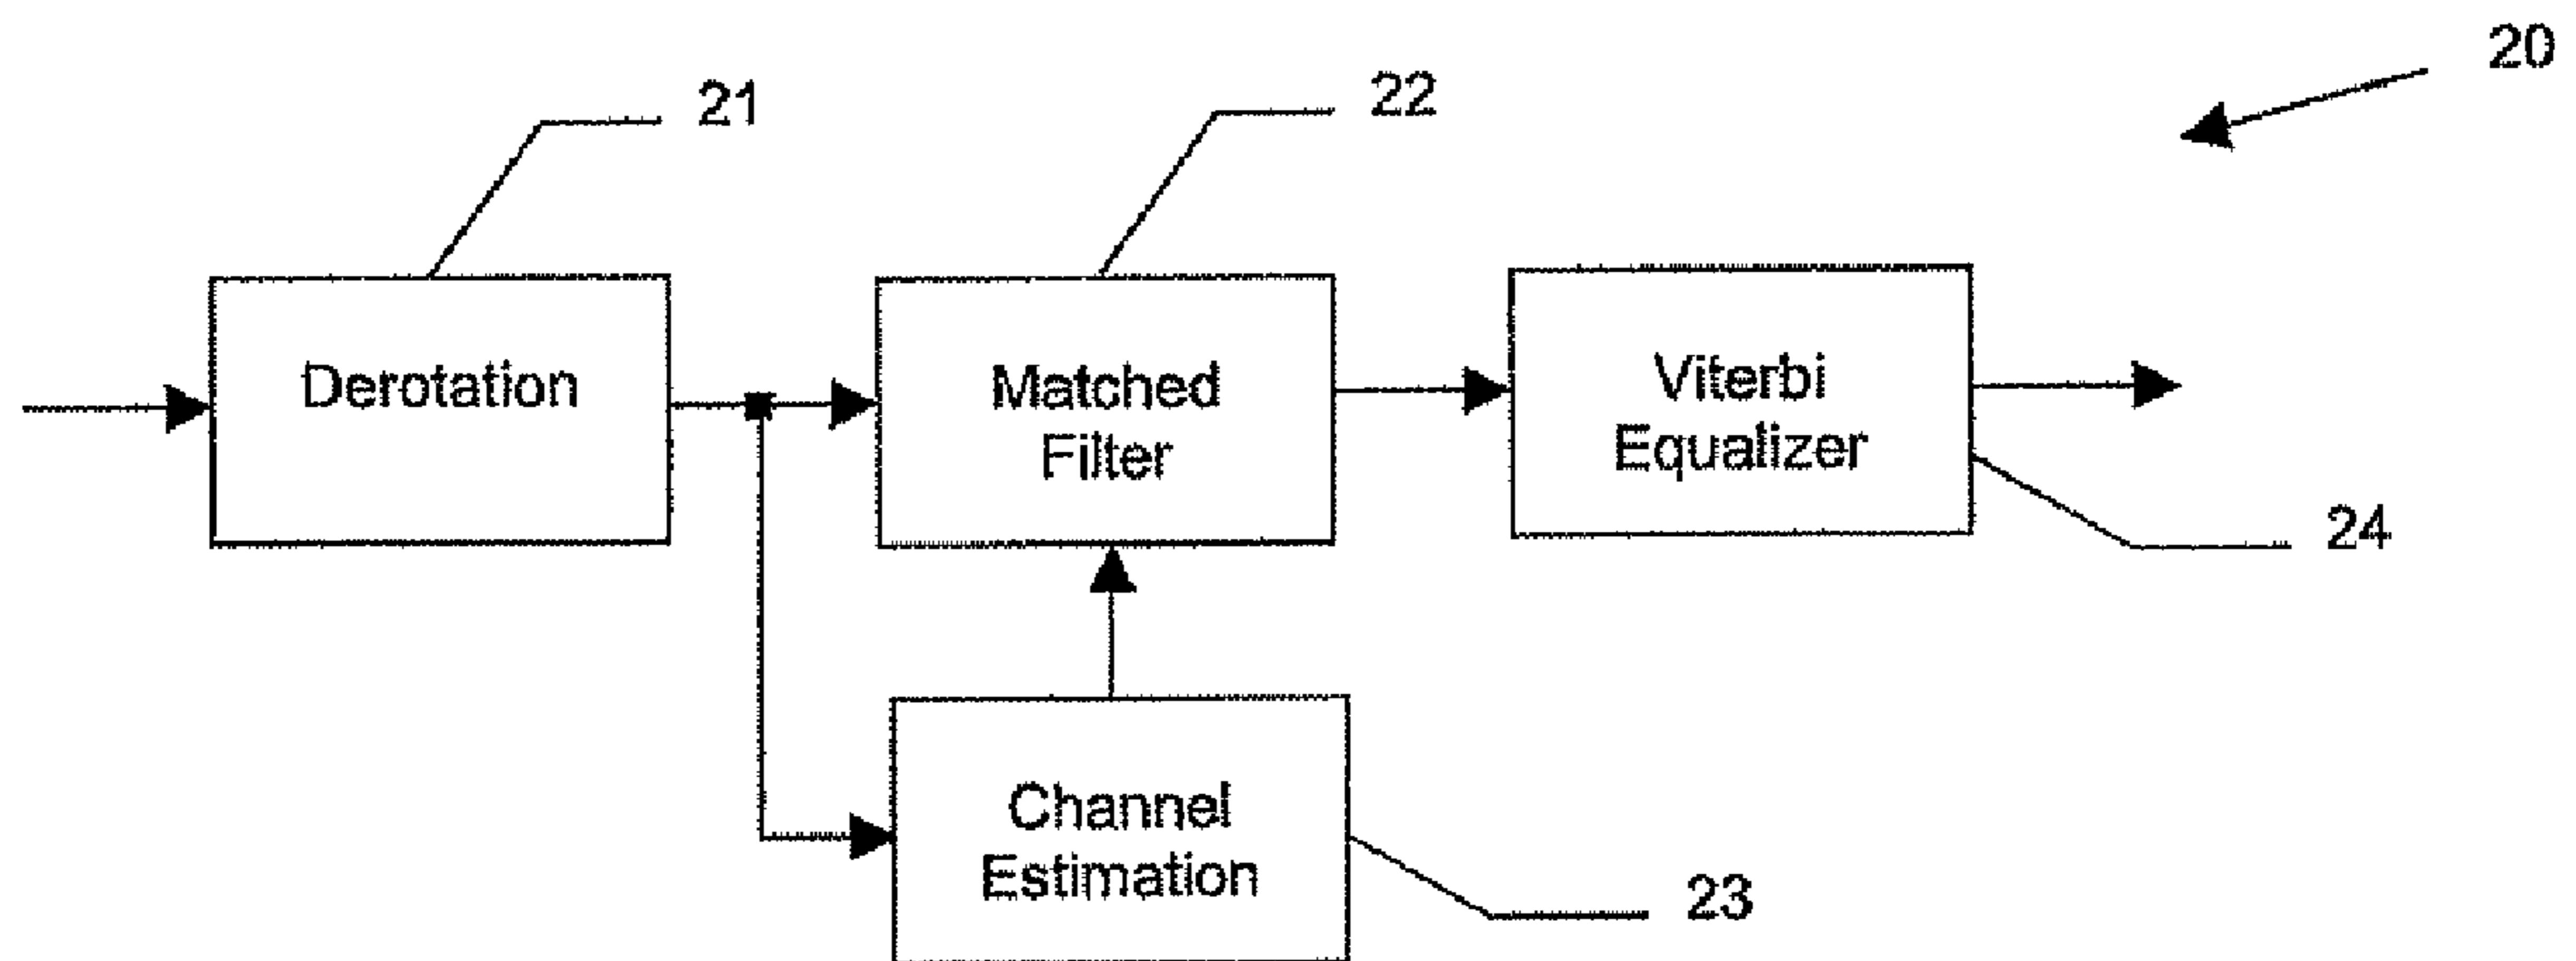 20
21
22
Derotation
Matched
Filter
Viterbi
Equalizer
24
Channel
Estimation
23